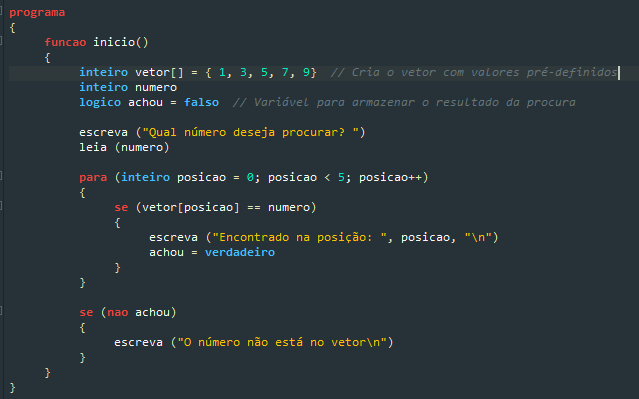 programa
{
funcao inicio()
{
inteiro vetor[] = { 1, 3, 5, 7, 9} // Cria o vetor com valores pré-definidos
inteiro numero
logico achou = falso // Variável para armazenar o resultado da procura
escreva ("Qual número deseja procurar? ")
leia (numero)
para (inteiro posicao = 0; posicao < 5; posicao++)
{
se (vetor[posicao] == numero)
{
escreva ("Encontrado na posição: ", posicao, "\n")
achou = verdadeiro
}
}
se (nao achou)
{
escreva ("O número não está no vetor\n")
}
}
}